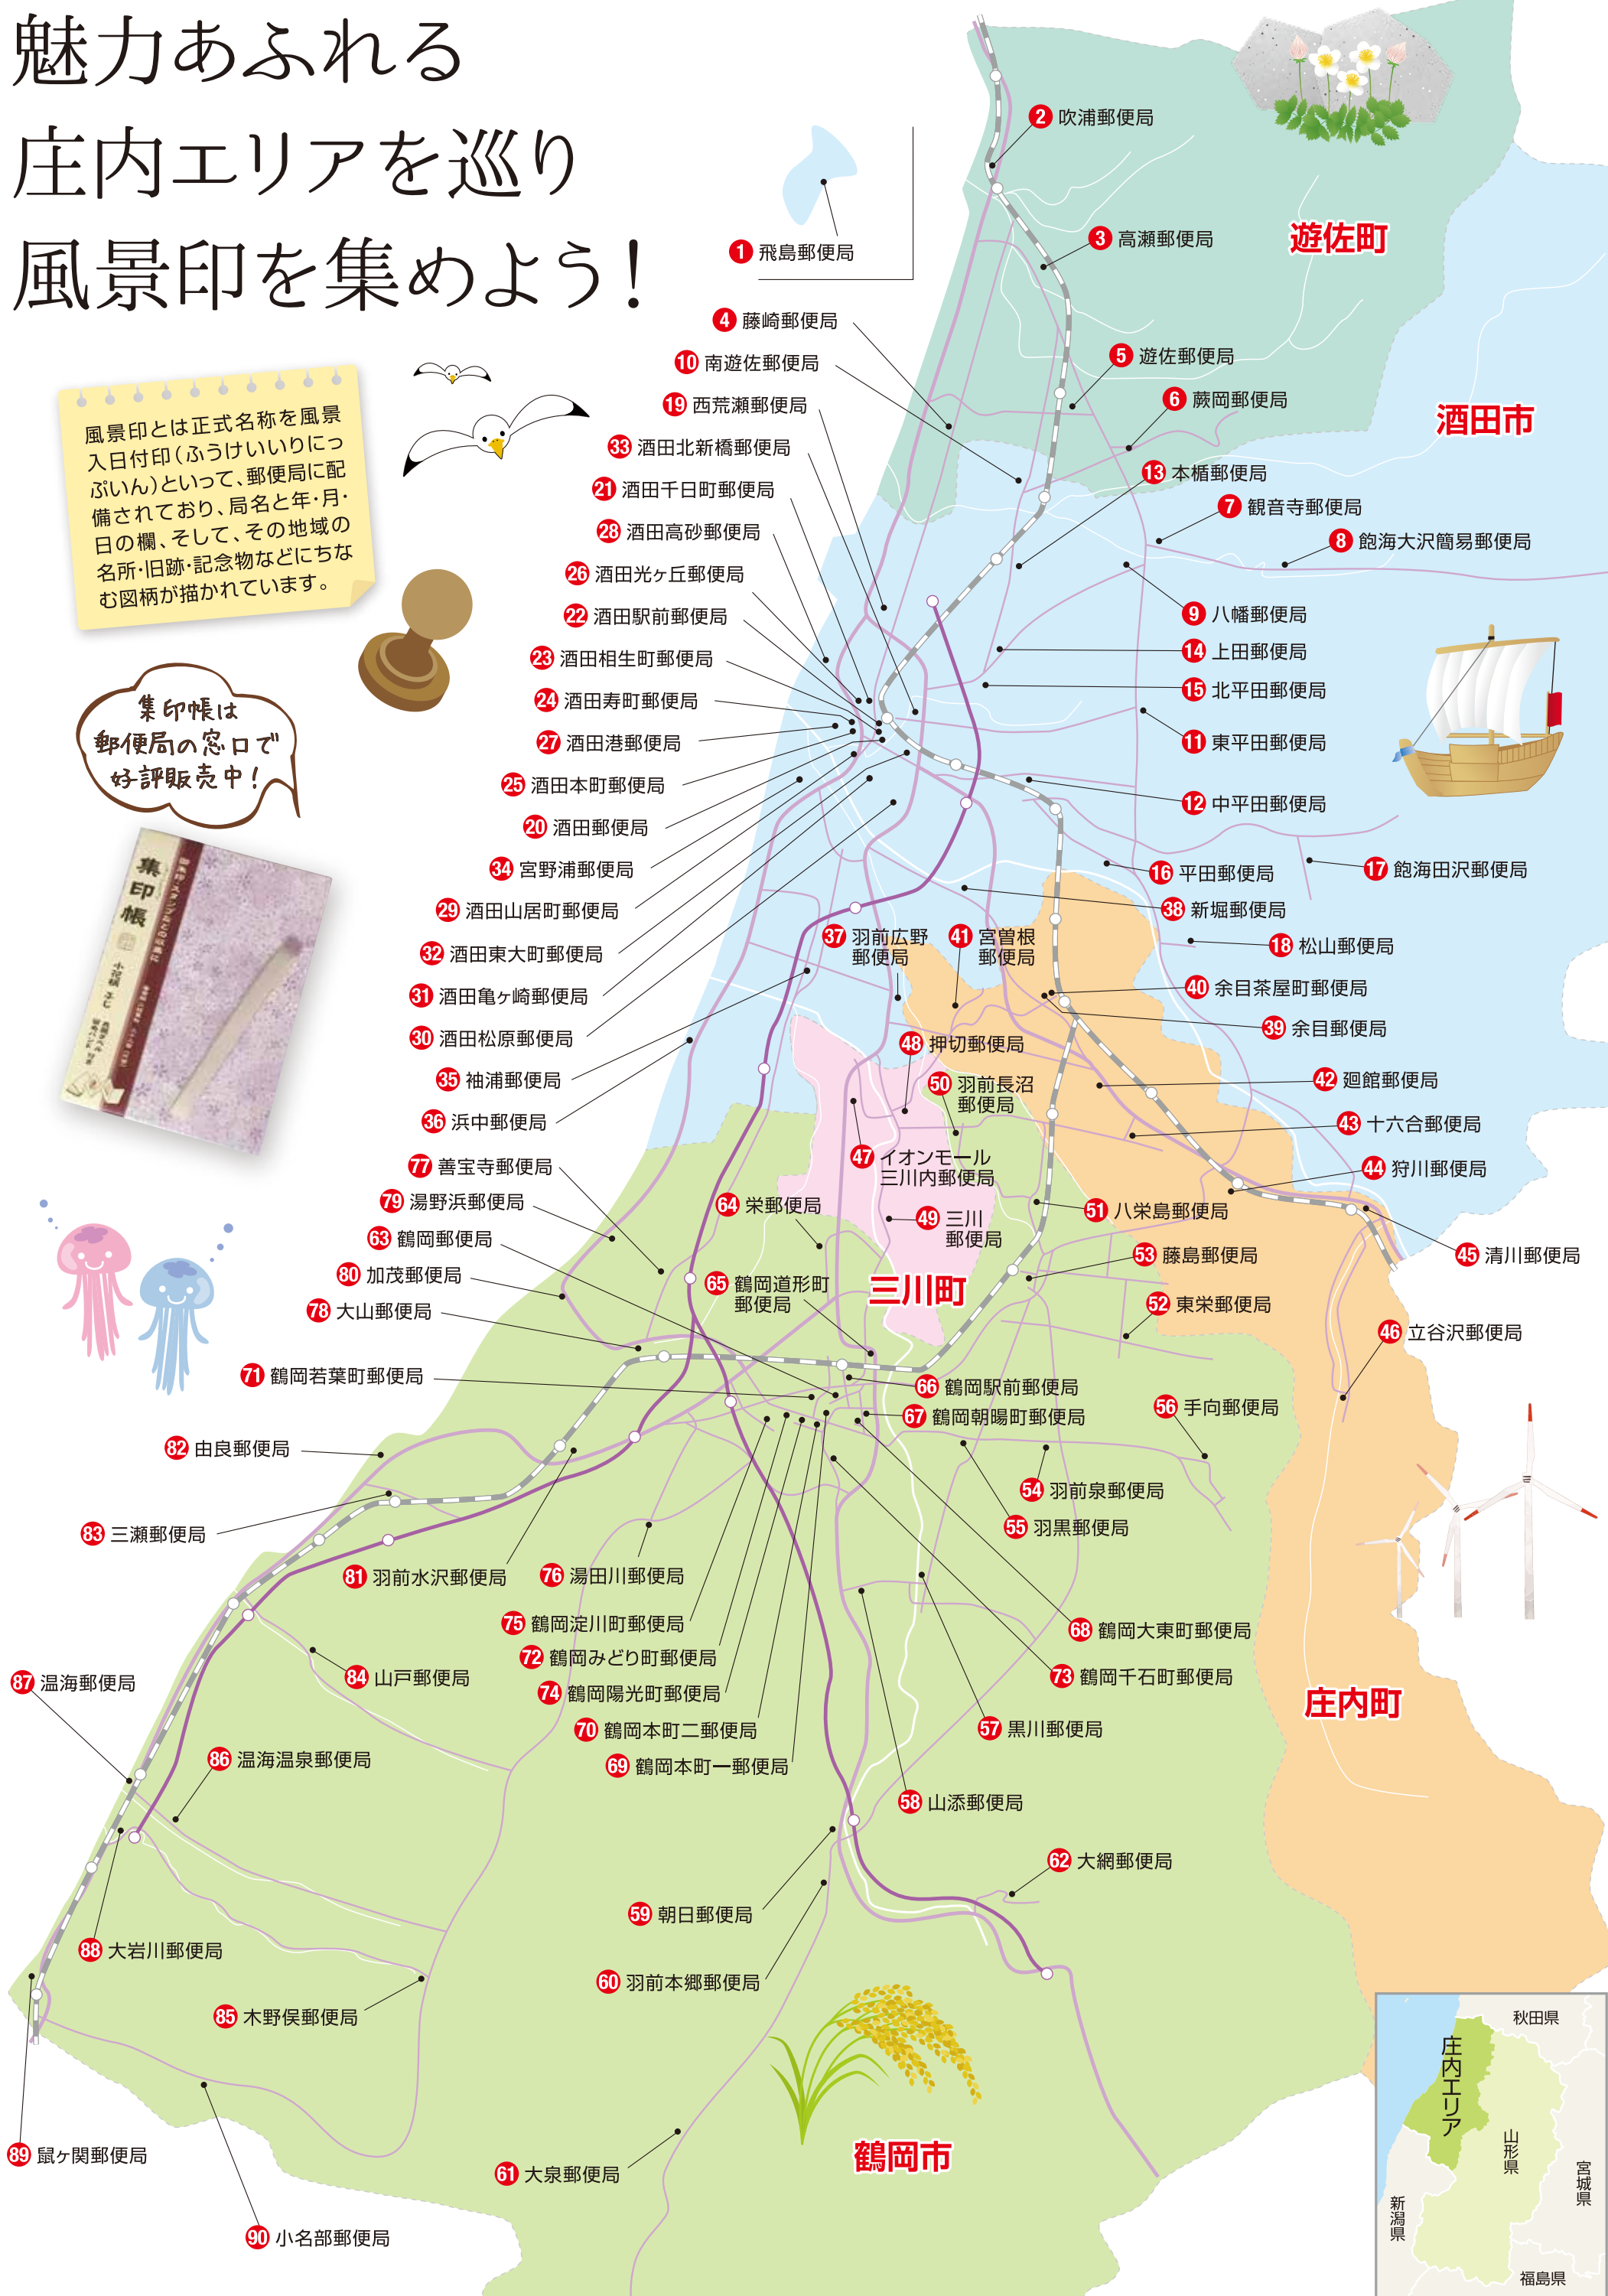 魅力あふれる
庄内エリアを巡り
風景印を集めよう！
風景印とは正式名称を風景
入日付印（ふうけいいりにっ
ぷいん）といって、郵便局に配
備されており、局名と年・月・
日の欄、そして、その地域の
名所・旧跡・記念物などにちな
む図柄が描かれています。
集印帳は
郵便局の窓口で
好評販売中！
集印帳
遊佐町
酒田市
三川町
庄内町
鶴岡市
1 飛島郵便局
2 吹浦郵便局
3 高瀬郵便局
4 藤崎郵便局
10 南遊佐郵便局
5 遊佐郵便局
19 西荒瀬郵便局
6 蕨岡郵便局
33 酒田北新橋郵便局
13 本楯郵便局
21 酒田千日町郵便局
7 観音寺郵便局
28 酒田高砂郵便局
8 飽海大沢簡易郵便局
26 酒田光ヶ丘郵便局
22 酒田駅前郵便局
9 八幡郵便局
23 酒田相生町郵便局
14 上田郵便局
24 酒田寿町郵便局
15 北平田郵便局
27 酒田港郵便局
11 東平田郵便局
25 酒田本町郵便局
12 中平田郵便局
20 酒田郵便局
34 宮野浦郵便局
16 平田郵便局
17 飽海田沢郵便局
29 酒田山居町郵便局
38 新堀郵便局
32 酒田東大町郵便局
37 羽前広野
郵便局
41 宮曽根
郵便局
18 松山郵便局
31 酒田亀ヶ崎郵便局
40 余目茶屋町郵便局
30 酒田松原郵便局
39 余目郵便局
48 押切郵便局
35 袖浦郵便局
50 羽前長沼
郵便局
42 廻館郵便局
36 浜中郵便局
43 十六合郵便局
77 善宝寺郵便局
47 イオンモール
三川内郵便局
44 狩川郵便局
79 湯野浜郵便局
64 栄郵便局
49 三川
郵便局
51 八栄島郵便局
63 鶴岡郵便局
53 藤島郵便局
45 清川郵便局
80 加茂郵便局
65 鶴岡道形町
郵便局
52 東栄郵便局
78 大山郵便局
46 立谷沢郵便局
71 鶴岡若葉町郵便局
66 鶴岡駅前郵便局
67 鶴岡朝暘町郵便局
56 手向郵便局
82 由良郵便局
54 羽前泉郵便局
83 三瀬郵便局
55 羽黒郵便局
81 羽前水沢郵便局
76 湯田川郵便局
75 鶴岡淀川町郵便局
68 鶴岡大東町郵便局
72 鶴岡みどり町郵便局
84 山戸郵便局
73 鶴岡千石町郵便局
87 温海郵便局
74 鶴岡陽光町郵便局
70 鶴岡本町二郵便局
57 黒川郵便局
86 温海温泉郵便局
69 鶴岡本町一郵便局
58 山添郵便局
62 大網郵便局
59 朝日郵便局
88 大岩川郵便局
60 羽前本郷郵便局
85 木野俣郵便局
89 鼠ヶ関郵便局
61 大泉郵便局
90 小名部郵便局
秋田県
庄内エリア
山形県
宮城県
新潟県
福島県